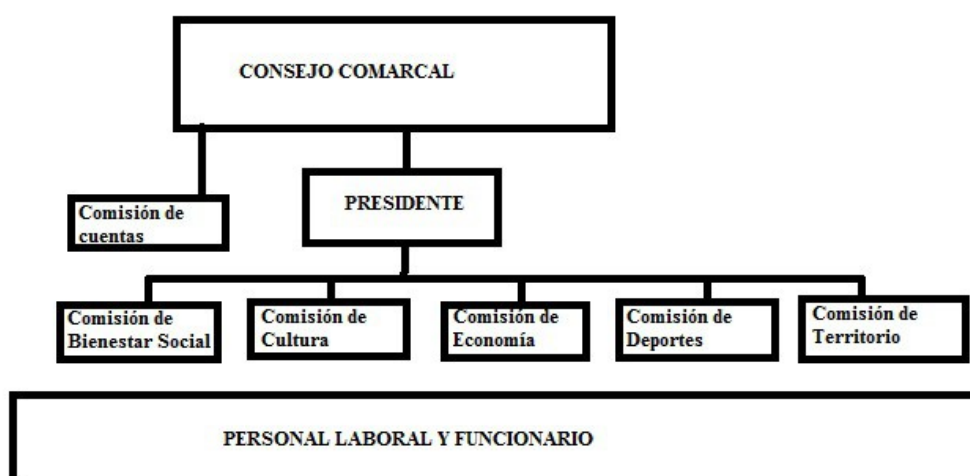 CONSEJO COMARCAL
PRESIDENTE
Comisión de
cuentas
Comisión de
Bienestar Social
Comisión de
Cultura
Comisión de
Economía
Comisión de
Deportes
Comisión de
Territorio
PERSONAL LABORAL Y FUNCIONARIO